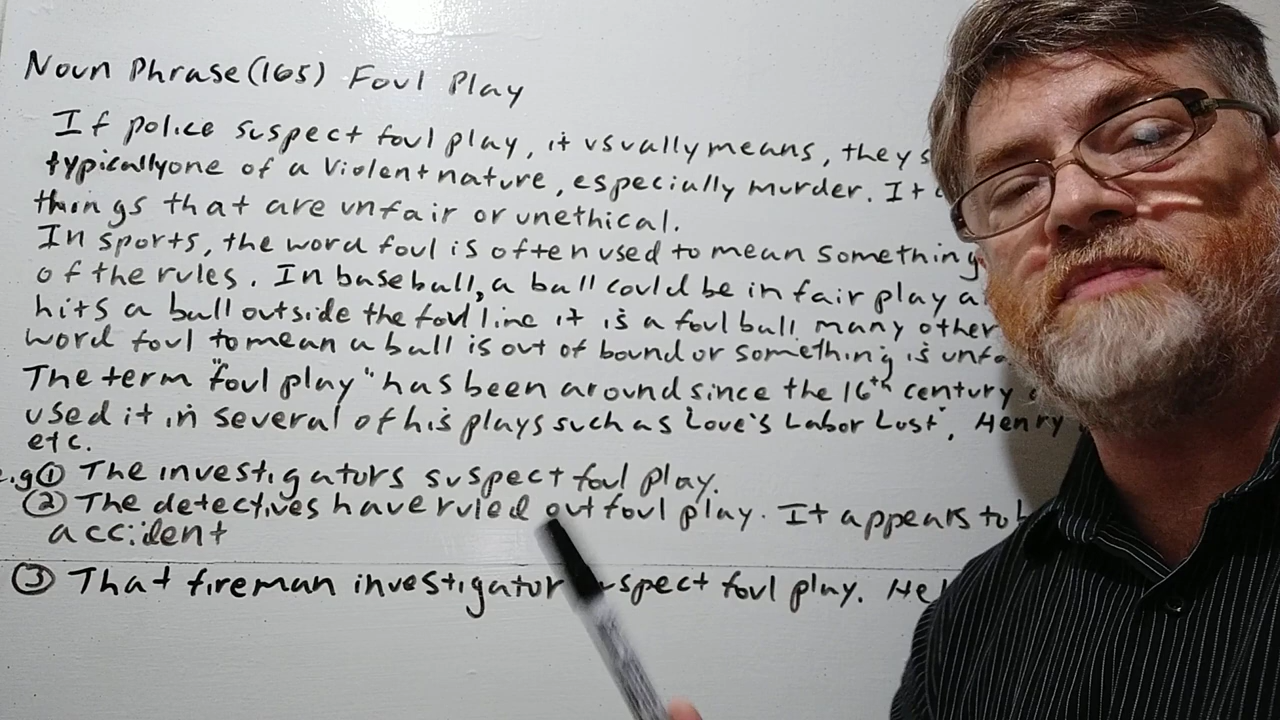 Noun Phrase (165) Foul Play
If police suspect foul play, it usually means, they s
typicallyone of a violent nature, especially murder. It
things that are unfair or unethical.
In sports, the word foul is often used to mean something
of the rules. In baseball, a ball could be in fair play a
hits a ball outside the foul line it is a foul ball many other
word foul to mean a ball is out of bound or something is unfa
The term "foul play" has been around since the 16th century
used it in several of his plays such as Love's Labor Lost", Henry
etc.
e.g ① The investigators suspect foul play.
② The detectives have ruled out foul play. It appears to b
accident
③ That fireman investigator suspect foul play. He